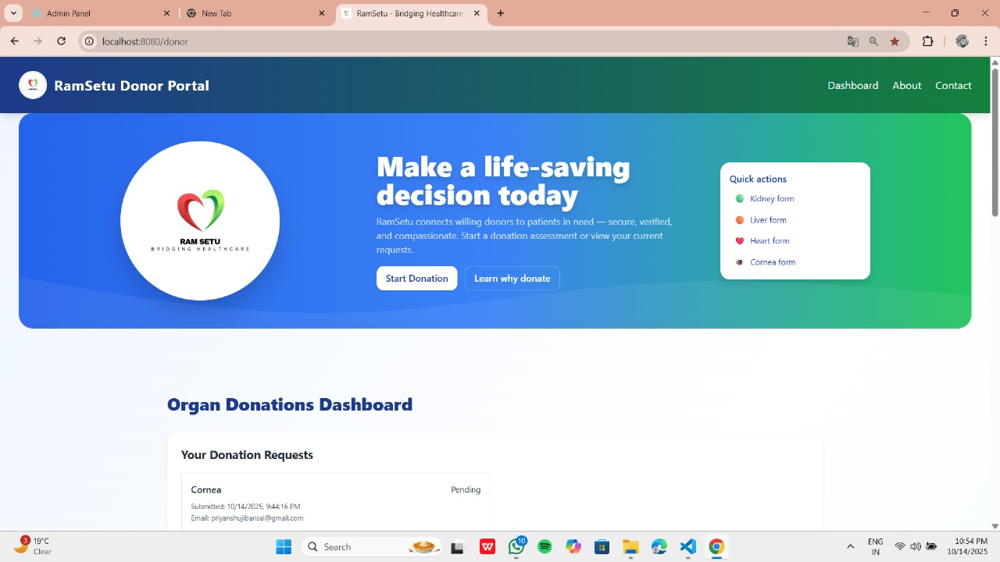 Admin Panel
New Tab
RamSetu - Bridging Healthcare
localhost:8080/donor
RamSetu Donor Portal
Dashboard
About
Contact
RAM SETU
BRIDGING HEALTHCARE
Make a life-saving
decision today
RamSetu connects willing donors to patients in need — secure, verified,
and compassionate. Start a donation assessment or view your current
requests.
Start Donation
Learn why donate
Quick actions
Kidney form
Liver form
Heart form
Cornea form
Organ Donations Dashboard
Your Donation Requests
Cornea
Pending
Submitted: 10/14/2025, 9:44:16 PM
Email: priyanshujibansal@gmail.com
3
19°C
Clear
Search
10
ENG
IN
10:54 PM
10/14/2025